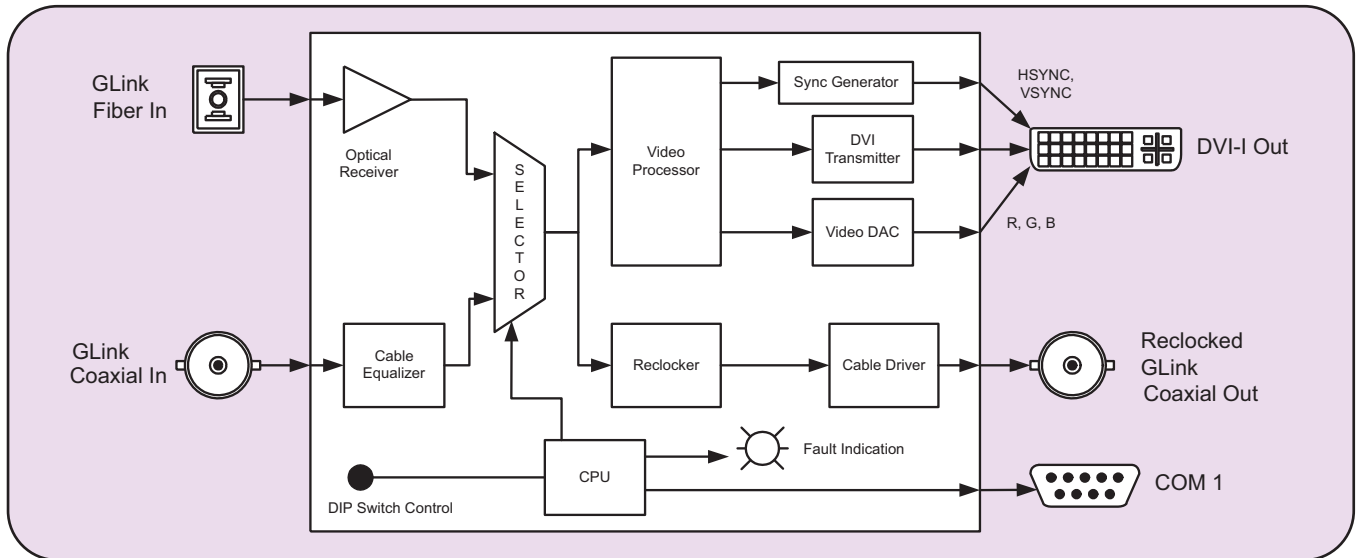 GLink
Fiber In
Optical
Receiver
SELECTOR
Video
Processor
Sync Generator
HSYNC,
VSYNC
DVI
Transmitter
DVI-I Out
Video DAC
R, G, B
GLink
Coaxial In
Cable
Equalizer
Reclocker
Cable Driver
Reclocked
GLink
Coaxial Out
Fault Indication
CPU
DIP Switch Control
COM 1